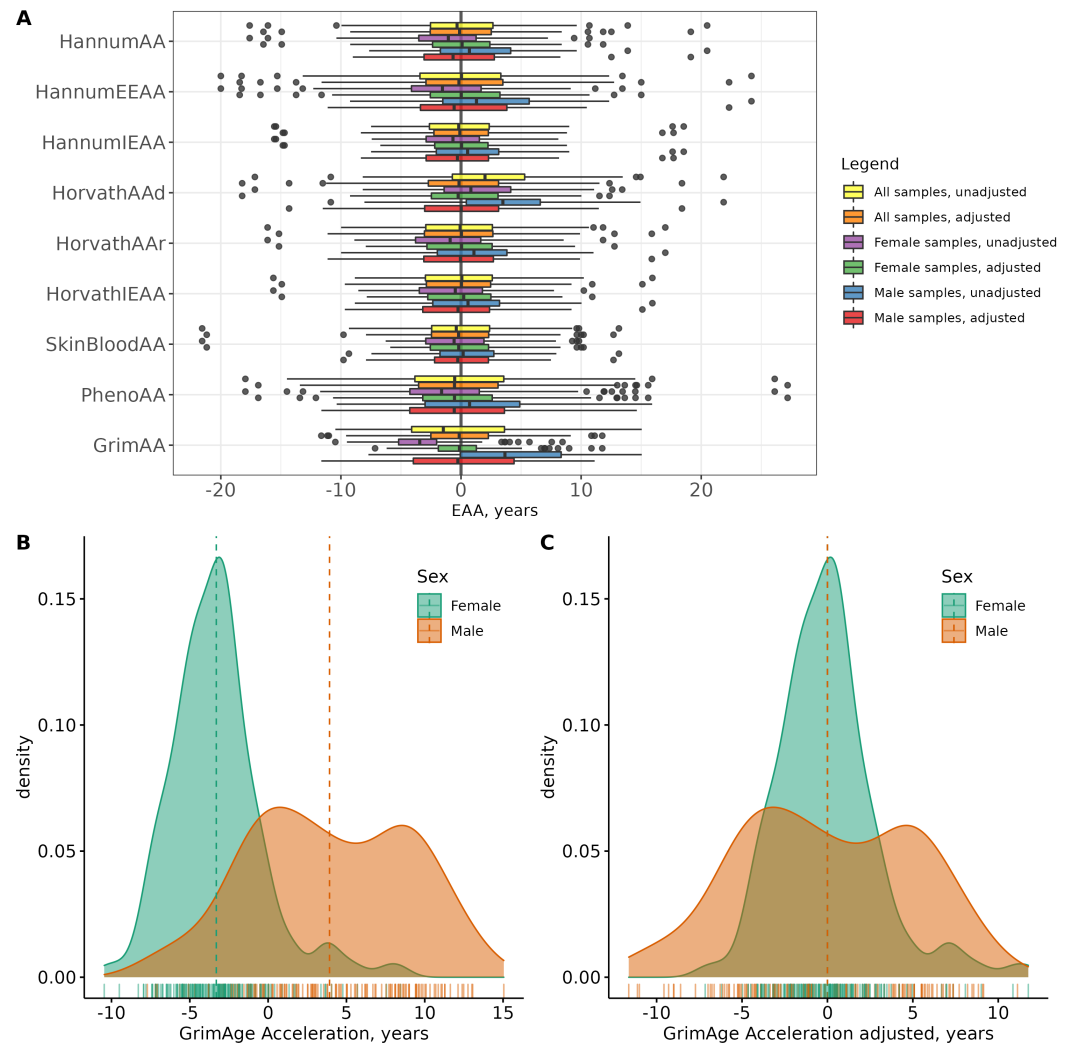 A
HannumAA
HannumEEAA
HannumIEAA
HorvathAAd
HorvathAAr
HorvathIEAA
SkinBloodAA
PhenoAA
GrimAA
-20 -10 0 10 20
EAA, years
Legend
All samples, unadjusted
All samples, adjusted
Female samples, unadjusted
Female samples, adjusted
Male samples, unadjusted
Male samples, adjusted
B
density
0.15
0.10
0.05
0.00
-10 -5 0 5 10 15
GrimAge Acceleration, years
Sex
Female
Male
C
density
0.15
0.10
0.05
0.00
-10 -5 0 5 10
GrimAge Acceleration adjusted, years
Sex
Female
Male